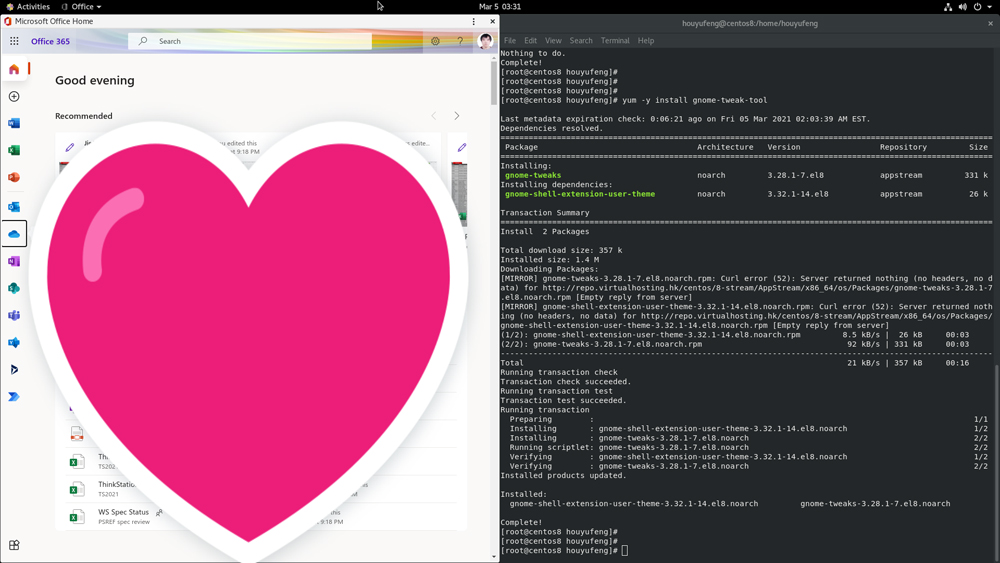 Activities
Office
Mar 5 03:31
Microsoft Office Home
Office 365
Search
Good evening
Recommended
edited this
at 9:18 PM
edite...
TS202
ThinkStation
TS2021
WS Spec Status
PSREF spec review
this
9:18 PM
houyufeng@centos8:/home/houyufeng
File Edit View Search Terminal Help
Nothing to do.
Complete!
[root@centos8 houyufeng]#
[root@centos8 houyufeng]#
[root@centos8 houyufeng]#
[root@centos8 houyufeng]# yum -y install gnome-tweak-tool
Last metadata expiration check: 0:06:21 ago on Fri 05 Mar 2021 02:03:39 AM EST.
Dependencies resolved.
Package Architecture Version Repository Size
Installing:
gnome-tweaks noarch 3.28.1-7.el8 appstream 331 k
Installing dependencies:
gnome-shell-extension-user-theme noarch 3.32.1-14.el8 appstream 26 k
Transaction Summary
Install 2 Packages
Total download size: 357 k
Installed size: 1.4 M
Downloading Packages:
[MIRROR] gnome-tweaks-3.28.1-7.el8.noarch.rpm: Curl error (52): Server returned nothing (no headers, no d
ata) for http://repo.virtualhosting.hk/centos/8-stream/AppStream/x86_64/os/Packages/gnome-tweaks-3.28.1-7
.el8.noarch.rpm [Empty reply from server]
[MIRROR] gnome-shell-extension-user-theme-3.32.1-14.el8.noarch.rpm: Curl error (52): Server returned noth
ing (no headers, no data) for http://repo.virtualhosting.hk/centos/8-stream/AppStream/x86_64/os/Packages/
gnome-shell-extension-user-theme-3.32.1-14.el8.noarch.rpm [Empty reply from server]
(1/2): gnome-shell-extension-user-theme-3.32.1-14.el8.noarch.rpm 8.5 kB/s | 26 kB 00:03
(2/2): gnome-tweaks-3.28.1-7.el8.noarch.rpm 92 kB/s | 331 kB 00:03
Total 21 kB/s | 357 kB 00:16
Running transaction check
Transaction check succeeded.
Running transaction test
Transaction test succeeded.
Running transaction
Preparing : 1/1
Installing : gnome-shell-extension-user-theme-3.32.1-14.el8.noarch 1/2
Installing : gnome-tweaks-3.28.1-7.el8.noarch 2/2
Running scriptlet: gnome-tweaks-3.28.1-7.el8.noarch 2/2
Verifying : gnome-shell-extension-user-theme-3.32.1-14.el8.noarch 1/2
Verifying : gnome-tweaks-3.28.1-7.el8.noarch 2/2
Installed products updated.
Installed:
gnome-shell-extension-user-theme-3.32.1-14.el8.noarch gnome-tweaks-3.28.1-7.el8.noarch
Complete!
[root@centos8 houyufeng]#
[root@centos8 houyufeng]#
[root@centos8 houyufeng]#